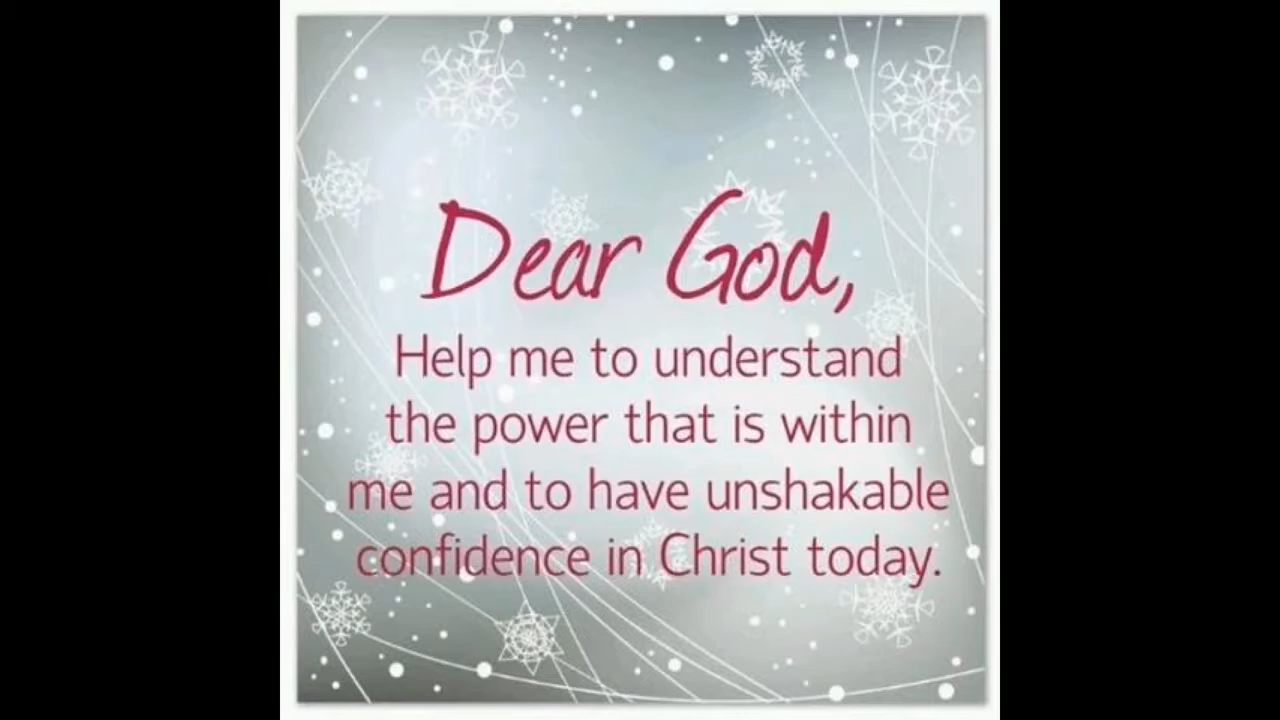 Dear God,
Help me to understand
the power that is within
me and to have unshakable
confidence in Christ today.